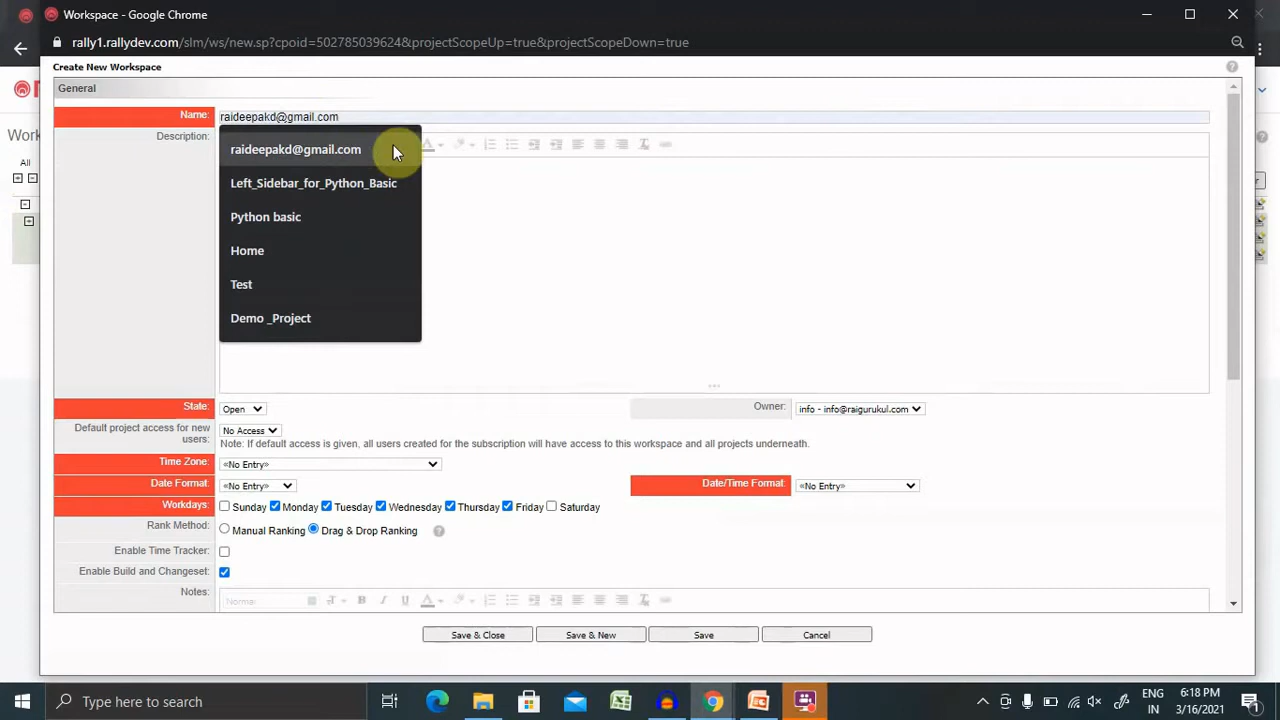 Workspace - Google Chrome
rally1.rallydev.com/slm/ws/new.sp?cpoid=502785039624&projectScopeUp=true&projectScopeDown=true
Create New Workspace
General
Name: raideepakd@gmail.com
Description:
raideepakd@gmail.com
Left_Sidebar_for_Python_Basic
Python basic
Home
Test
Demo _Project
State: Open Owner: info - info@raigurukul.com
Default project access for new users: No Access
Note: If default access is given, all users created for the subscription will have access to this workspace and all projects underneath.
Time Zone: «No Entry»
Date Format: «No Entry» Date/Time Format: «No Entry»
Workdays: Sunday Monday Tuesday Wednesday Thursday Friday Saturday
Rank Method: Manual Ranking Drag & Drop Ranking
Enable Time Tracker:
Enable Build and Changeset:
Notes: Normal
Save & Close Save & New Save Cancel
Work
All
Type here to search
ENG
IN
6:18 PM
3/16/2021